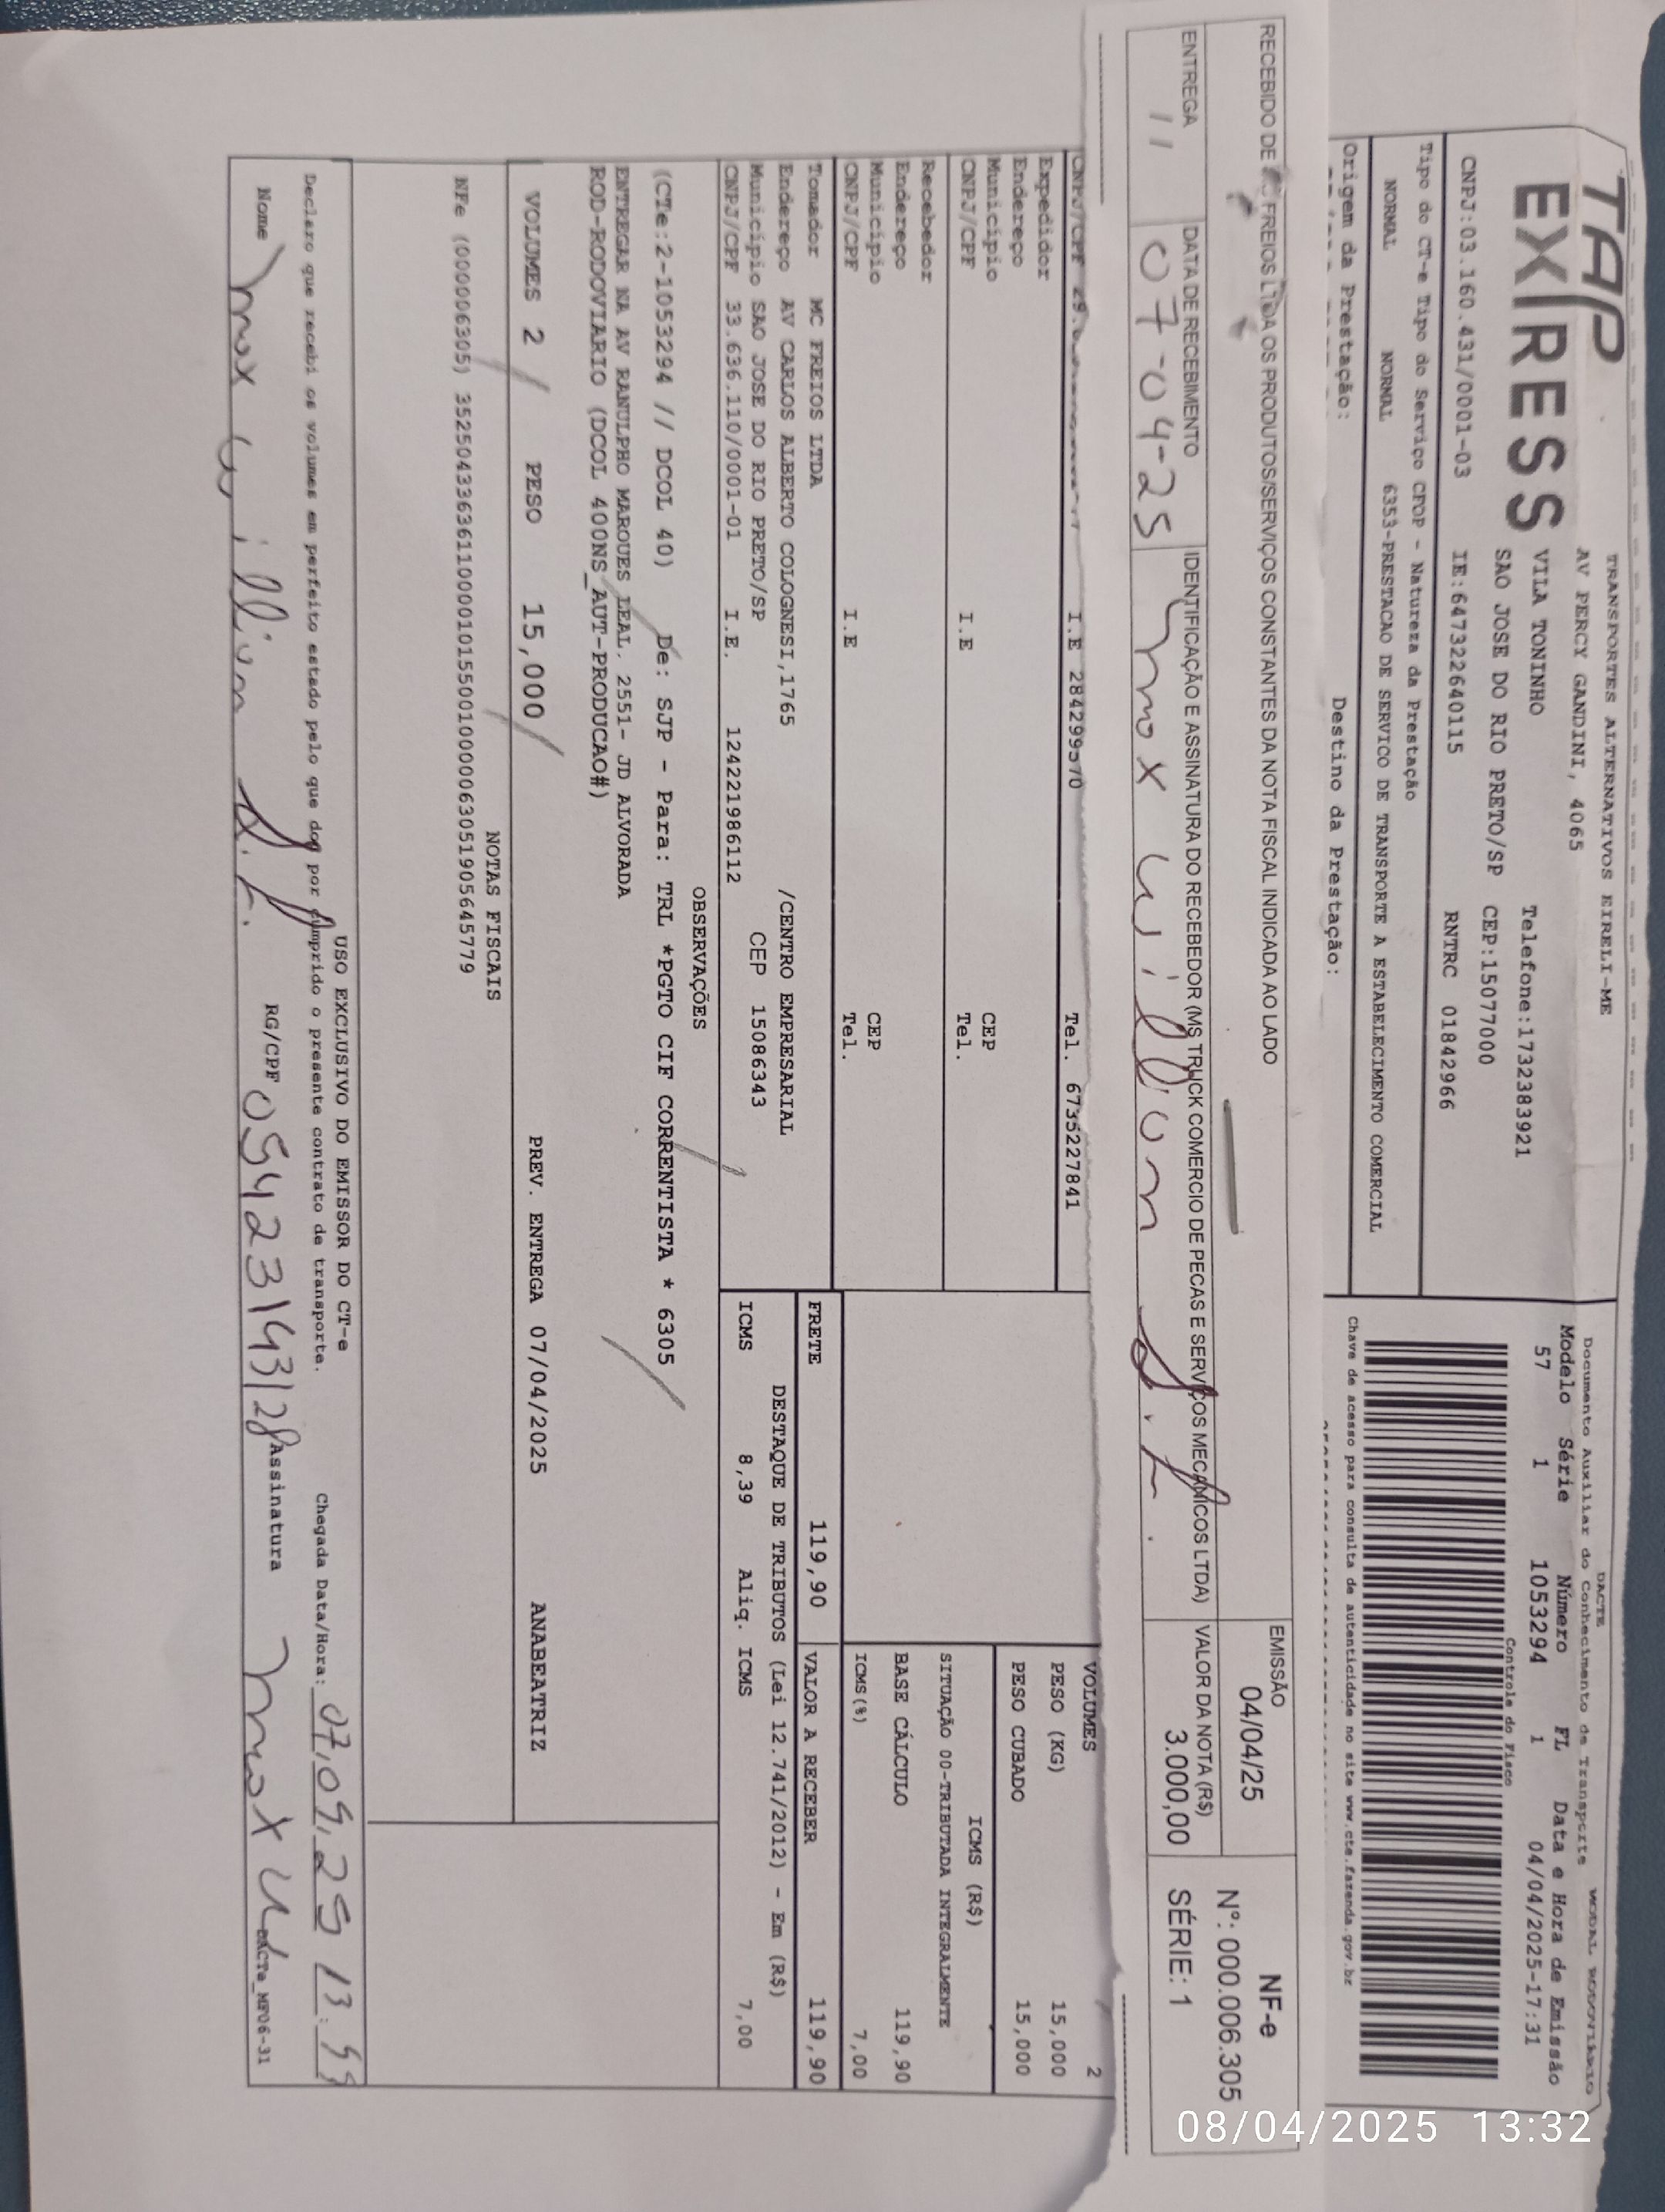 TAP
EXPRESS
TRANSPORTES ALTERNATIVOS EIRELI-ME
AV PERCY GANDINI, 4065
VILA TONINHO Telefone:1732383921
SAO JOSE DO RIO PRETO/SP CEP:15077000
CNPJ:03.160.431/0001-03 IE:647322640115 RNTRC 01842966
DACTE
Documento Auxiliar do Conhecimento de Transporte MODAL RODOVIARIO
Modelo Série Número FL Data e Hora de Emissão
57 1 1053294 1 04/04/2025-17:31
Controle do Fisco
Tipo do CT-e Tipo do Serviço CFOP - Natureza da Prestação
NORMAL NORMAL 6353-PRESTACAO DE SERVICO DE TRANSPORTE A ESTABELECIMENTO COMERCIAL
Chave de acesso para consulta de autenticidade no site www.cte.fazenda.gov.br
Origem da Prestação: Destino da Prestação:
RECEBIDO DE FREIOS LTDA OS PRODUTOS/SERVIÇOS CONSTANTES DA NOTA FISCAL INDICADA AO LADO
EMISSÃO
04/04/25
NF-e
Nº: 000.006.305
SÉRIE: 1
ENTREGA DATA DE RECEBIMENTO IDENTIFICAÇÃO E ASSINATURA DO RECEBEDOR (MS TRUCK COMERCIO DE PECAS E SERVIÇOS MECANICOS LTDA) VALOR DA NOTA (R$)
11 07-04-25 max willian 3.000,00
CNPJ/CPF I.E Tel. 6735227841
Expedidor
Endereço
Município CEP
CNPJ/CPF I.E Tel.
Recebedor
Endereço
Município CEP
CNPJ/CPF I.E Tel.
VOLUMES 2
PESO (KG) 15,000
PESO CUBADO 15,000
ICMS (R$)
SITUAÇÃO 00-TRIBUTADA INTEGRALMENTE
BASE CÁLCULO 119,90
ICMS(%) 7,00
Tomador MC FREIOS LTDA
Endereço AV CARLOS ALBERTO COLOGNESI,1765 /CENTRO EMPRESARIAL
Município SAO JOSE DO RIO PRETO/SP CEP 15086343
CNPJ/CPF 33.636.110/0001-01 I.E. 124221986112
FRETE 119,90 VALOR A RECEBER 119,90
DESTAQUE DE TRIBUTOS (Lei 12.741/2012) - Em (R$)
ICMS 8,39 Aliq. ICMS 7,00
OBSERVAÇÕES
(CTe:2-1053294 // DCOL 40) De: SJP - Para: TRL *PGTO CIF CORRENTISTA * 6305
ENTREGAR NA AV RANULPHO MARQUES LEAL. 2551- JD ALVORADA
ROD-RODOVIARIO (DCOL 400NS_AUT-PRODUCAO#)
VOLUMES 2 PESO 15,000 PREV. ENTREGA 07/04/2025 ANABEATRIZ
NOTAS FISCAIS
NFe (000006305) 35250433636110000101550010000063051905645779
USO EXCLUSIVO DO EMISSOR DO CT-e
Declaro que recebi os volumes em perfeito estado pelo que dou por cumprido o presente contrato de transporte. Chegada Data/Hora:
Nome max willian RG/CPF Assinatura max
DACTe_MF06-31
08/04/2025 13:32